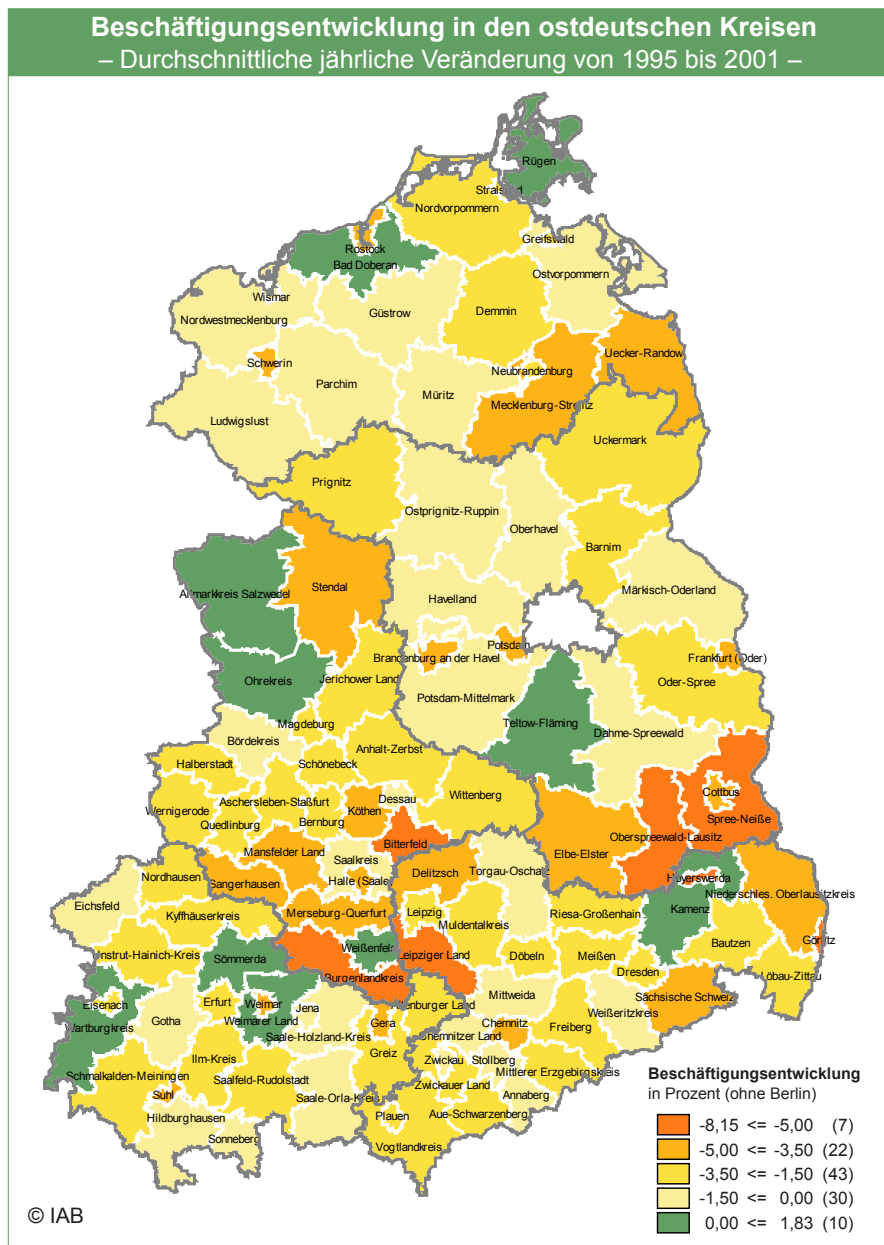 Beschäftigungsentwicklung in den ostdeutschen Kreisen
– Durchschnittliche jährliche Veränderung von 1995 bis 2001 –
Rügen
Stralsund
Nordvorpommern
Greifswald
Rostock
Bad Doberan
Ostvorpommern
Wismar
Nordwestmecklenburg
Güstrow
Demmin
Uecker-Randow
Schwerin
Neubrandenburg
Parchim
Müritz
Mecklenburg-Strelitz
Ludwigslust
Uckermark
Prignitz
Ostprignitz-Ruppin
Oberhavel
Barnim
Stendal
Altmarkkreis Salzwedel
Havelland
Märkisch-Oderland
Potsdam
Brandenburg an der Havel
Frankfurt (Oder)
Ohrekreis
Jerichower Land
Oder-Spree
Potsdam-Mittelmark
Magdeburg
Teltow-Fläming
Dahme-Spreewald
Bördekreis
Anhalt-Zerbst
Halberstadt
Schönebeck
Cottbus
Aschersleben-Staßfurt
Dessau
Wittenberg
Wernigerode
Köthen
Quedlinburg
Bernburg
Spree-Neiße
Oberspreewald-Lausitz
Bitterfeld
Mansfelder Land
Elbe-Elster
Saalkreis
Delitzsch
Torgau-Oschatz
Nordhausen
Halle (Saale)
Hoyerswerda
Sangerhausen
Niederschles. Oberlausitzkreis
Eichsfeld
Merseburg-Querfurt
Leipzig
Kamenz
Kyffhäuserkreis
Riesa-Großenhain
Muldentalkreis
Görlitz
Weißenfels
Bautzen
Unstrut-Hainich-Kreis
Sömmerda
Leipziger Land
Döbeln
Meißen
Dresden
Burgenlandkreis
Löbau-Zittau
Mittweida
Sächsische Schweiz
Eisenach
Erfurt
Weimar
Jena
Altenburger Land
Weißeritzkreis
Wartburgkreis
Gotha
Weimarer Land
Gera
Chemnitz
Freiberg
Saale-Holzland-Kreis
Chemnitzer Land
Greiz
Ilm-Kreis
Zwickau
Stollberg
Schmalkalden-Meiningen
Saalfeld-Rudolstadt
Mittlerer Erzgebirgskreis
Zwickauer Land
Suhl
Saale-Orla-Kreis
Annaberg
Hildburghausen
Plauen
Aue-Schwarzenberg
Sonneberg
Vogtlandkreis
Beschäftigungsentwicklung
in Prozent (ohne Berlin)
-8,15 <= -5,00 (7)
-5,00 <= -3,50 (22)
-3,50 <= -1,50 (43)
-1,50 <= 0,00 (30)
0,00 <= 1,83 (10)
© IAB